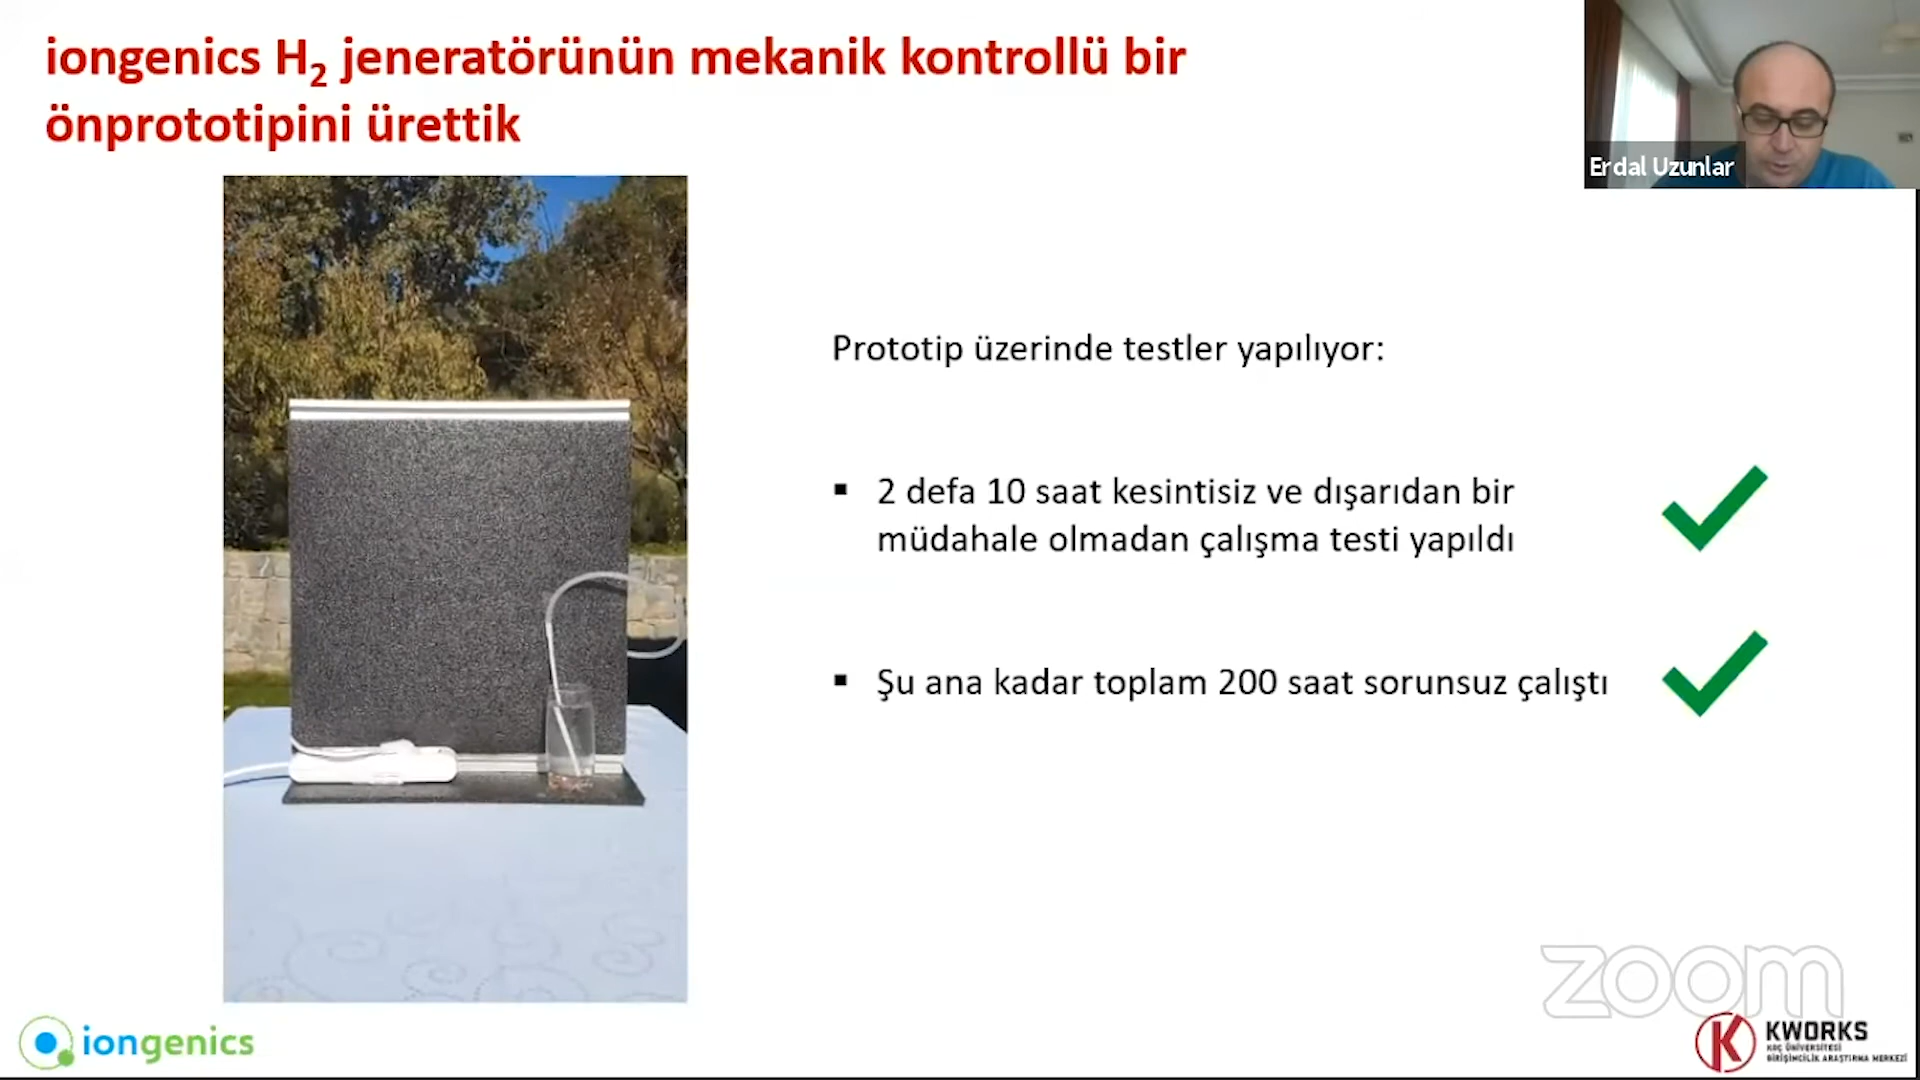 iongenics H₂ jeneratörünün mekanik kontrollü bir
önprototipini ürettik
Erdal Uzunlar
Prototip üzerinde testler yapılıyor:
▪ 2 defa 10 saat kesintisiz ve dışarıdan bir
müdahale olmadan çalışma testi yapıldı
▪ Şu ana kadar toplam 200 saat sorunsuz çalıştı
zoom
iongenics
K
KWORKS
KOÇ ÜNİVERSİTESİ
GİRİŞİMCİLİK ARAŞTIRMA MERKEZİ